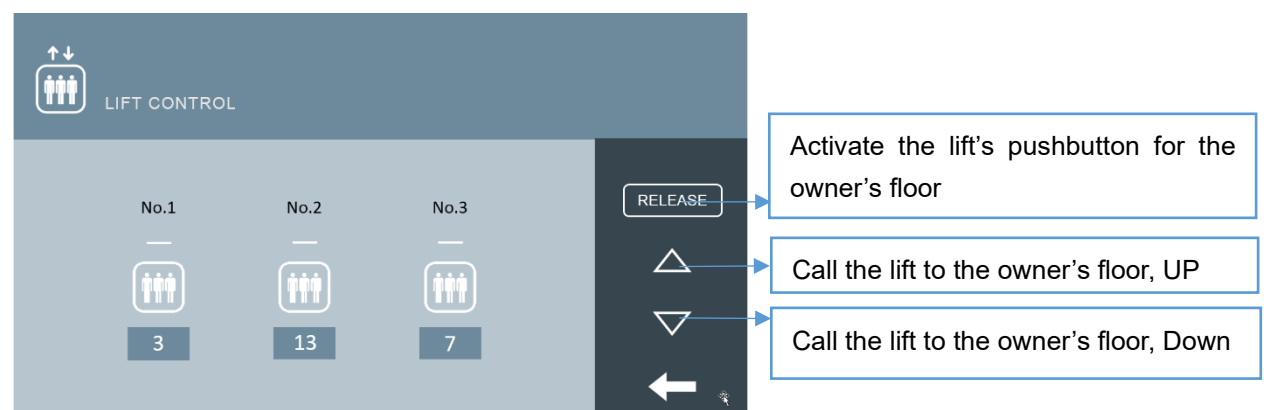 LIFT CONTROL
Activate the lift's pushbutton for the
owner's floor
RELEASE
No.1 No.2 No.3
Call the lift to the owner's floor, UP
3 13 7
Call the lift to the owner's floor, Down